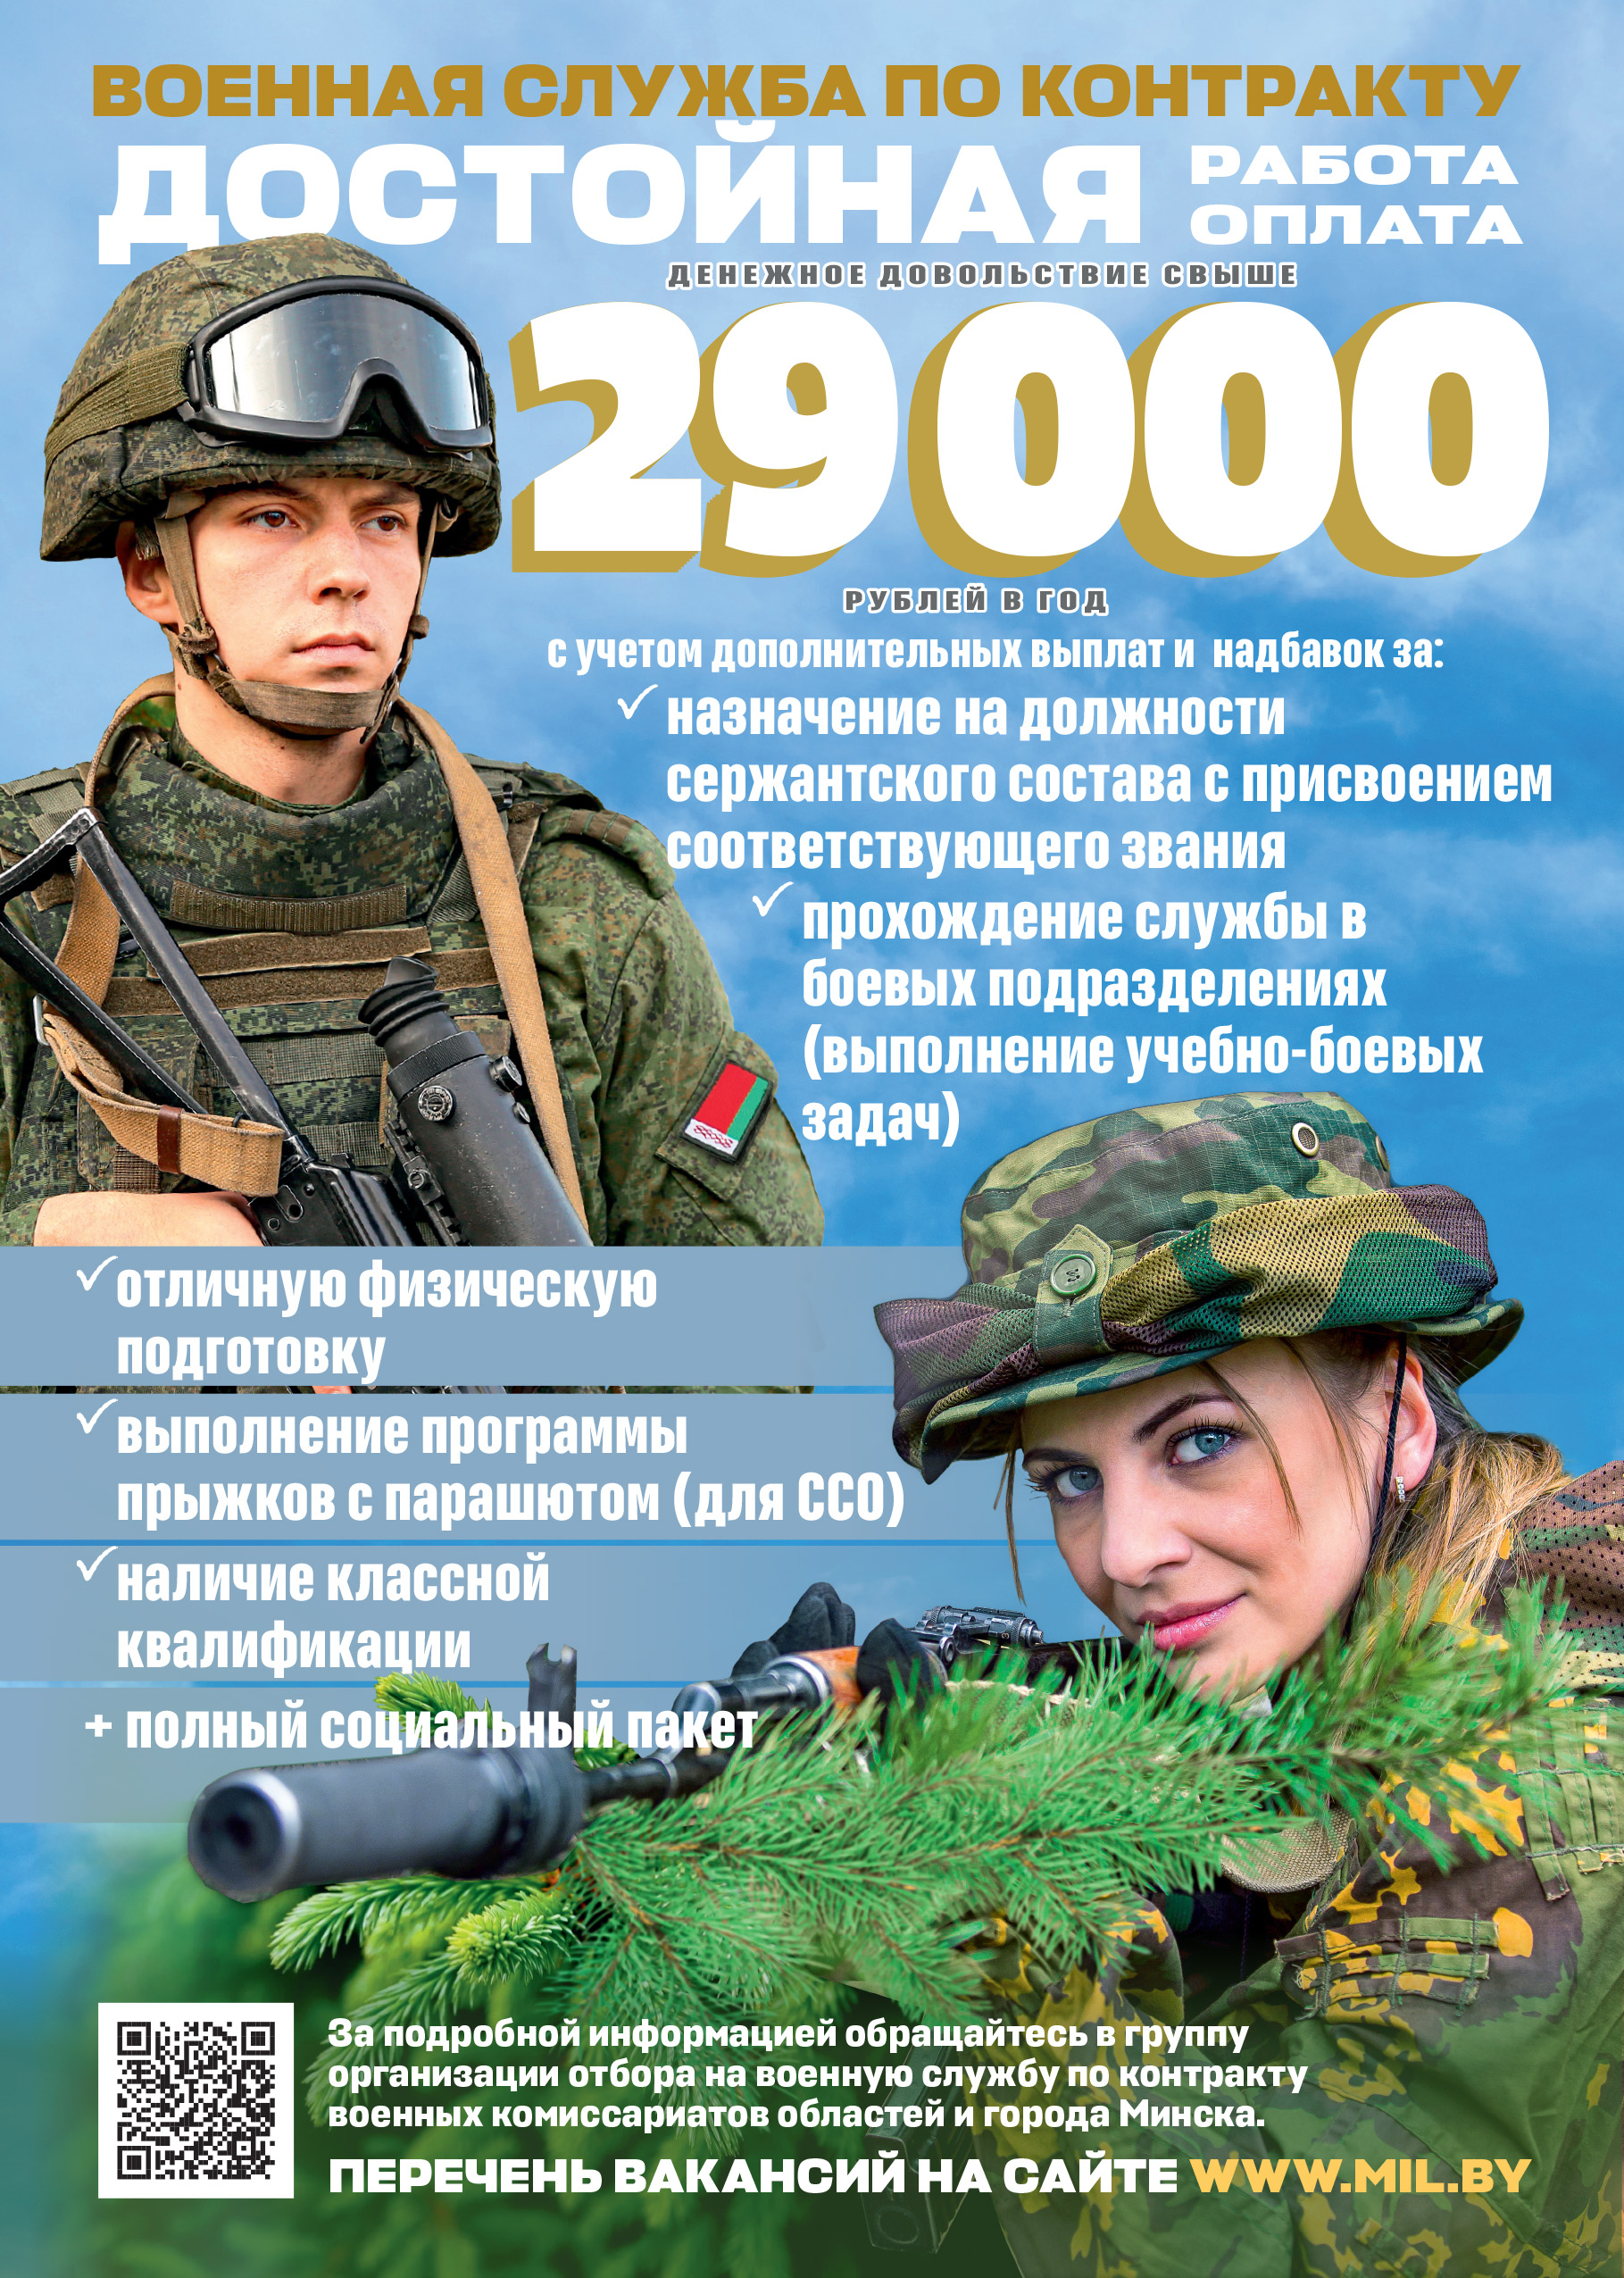 ВОЕННАЯ СЛУЖБА ПО КОНТРАКТУ
ДОСТОЙНАЯ РАБОТА
ОПЛАТА
ДЕНЕЖНОЕ ДОВОЛЬСТВИЕ СВЫШЕ
29 000
РУБЛЕЙ В ГОД
с учетом дополнительных выплат и надбавок за:
✓ назначение на должности
сержантского состава с присвоением
соответствующего звания
✓ прохождение службы в
боевых подразделениях
(выполнение учебно-боевых
задач)
✓ отличную физическую
подготовку
✓ выполнение программы
прыжков с парашютом (для ССО)
✓ наличие классной
квалификации
+ полный социальный пакет
За подробной информацией обращайтесь в группу
организации отбора на военную службу по контракту
военных комиссариатов областей и города Минска.
ПЕРЕЧЕНЬ ВАКАНСИЙ НА САЙТЕ WWW.MIL.BY